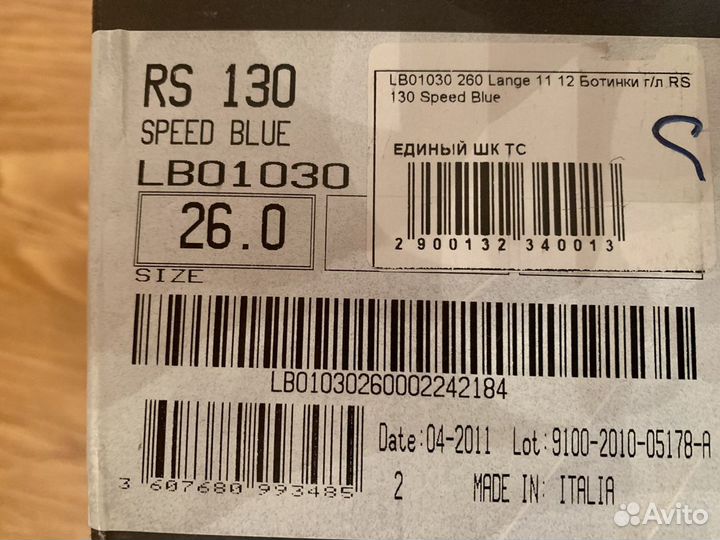 RS 130
SPEED BLUE
LB01030
26.0
SIZE
LB01030 260 Lange 11 12 Ботинки г/л RS
130 Speed Blue
ЕДИНЫЙ ШК ТС
2 900132 340013
LB01030260002242184
3 607680 993485
Date:04-2011 Lot:9100-2010-05178-A
2 MADE IN: ITALIA
Avito